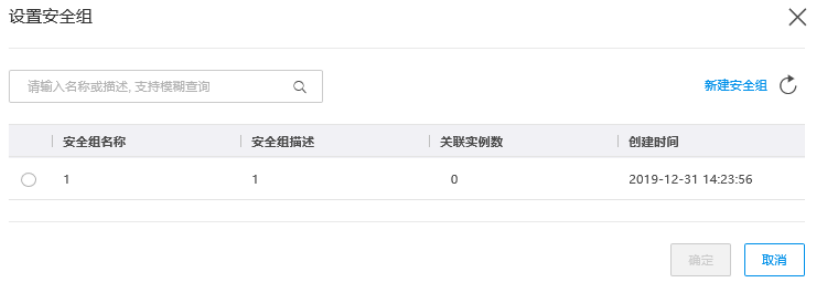 设置安全组
请输入名称或描述, 支持模糊查询
新建安全组
安全组名称 安全组描述 关联实例数 创建时间
1 1 0 2019-12-31 14:23:56
确定 取消